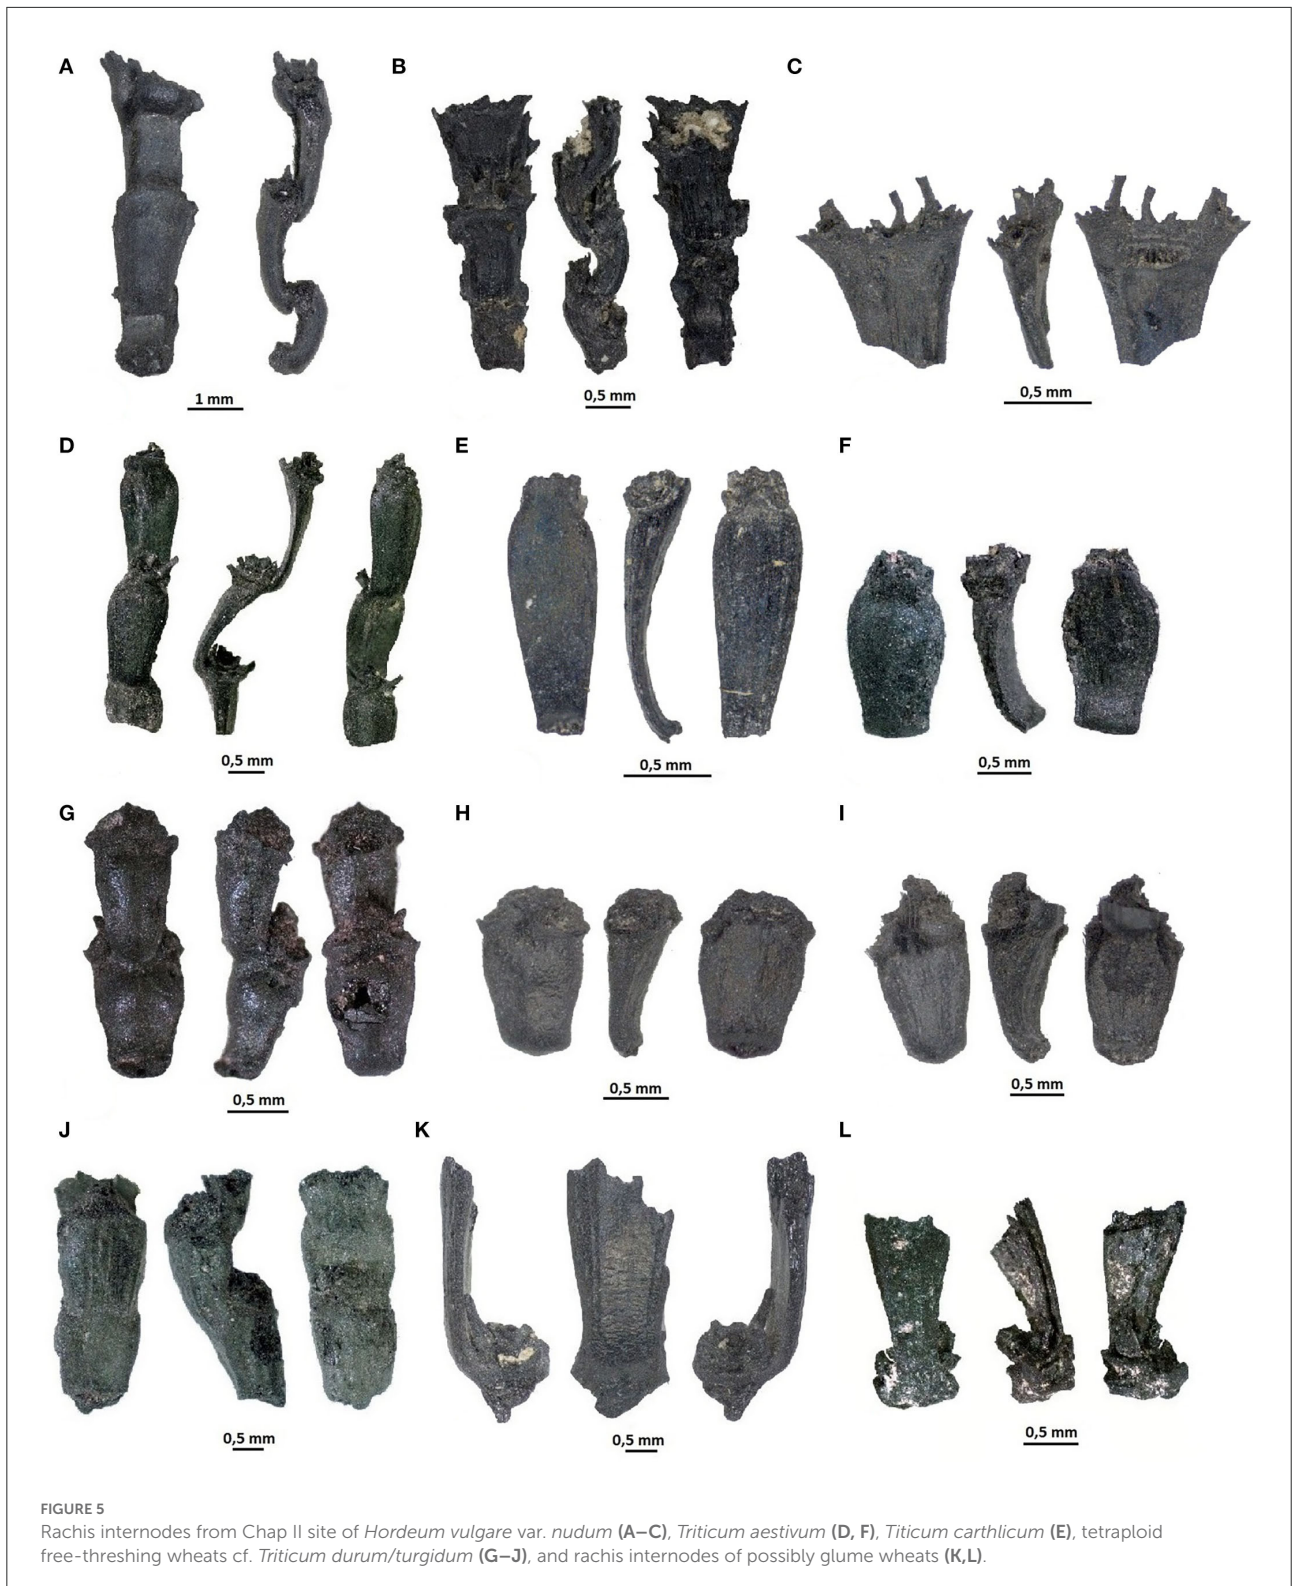 A
B
C
1 mm
0,5 mm
0,5 mm
D
E
F
0,5 mm
0,5 mm
0,5 mm
G
H
I
0,5 mm
0,5 mm
0,5 mm
J
K
L
0,5 mm
0,5 mm
0,5 mm
FIGURE 5
Rachis internodes from Chap II site of Hordeum vulgare var. nudum (A–C), Triticum aestivum (D, F), Titicum carthlicum (E), tetraploid
free-threshing wheats cf. Triticum durum/turgidum (G–J), and rachis internodes of possibly glume wheats (K,L).